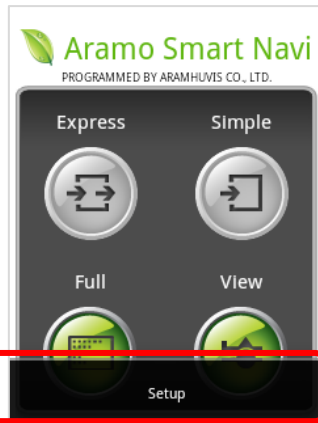 Aramo Smart Navi
PROGRAMMED BY ARAMHUVIS CO., LTD.
Express Simple
Full View
Setup